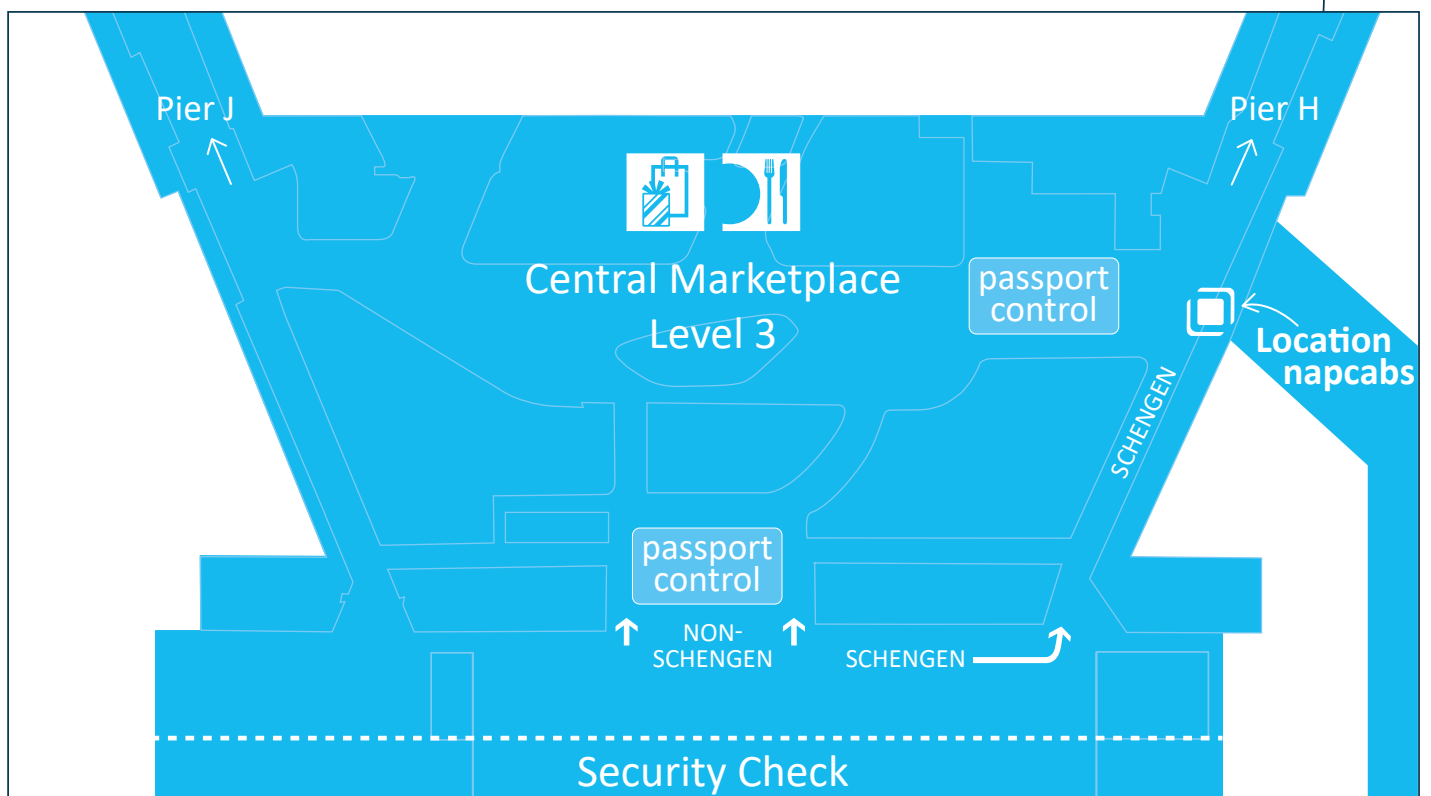 Pier J
Pier H
Central Marketplace
Level 3
passport
control
Location
napcabs
SCHENGEN
passport
control
NON-
SCHENGEN
SCHENGEN
Security Check